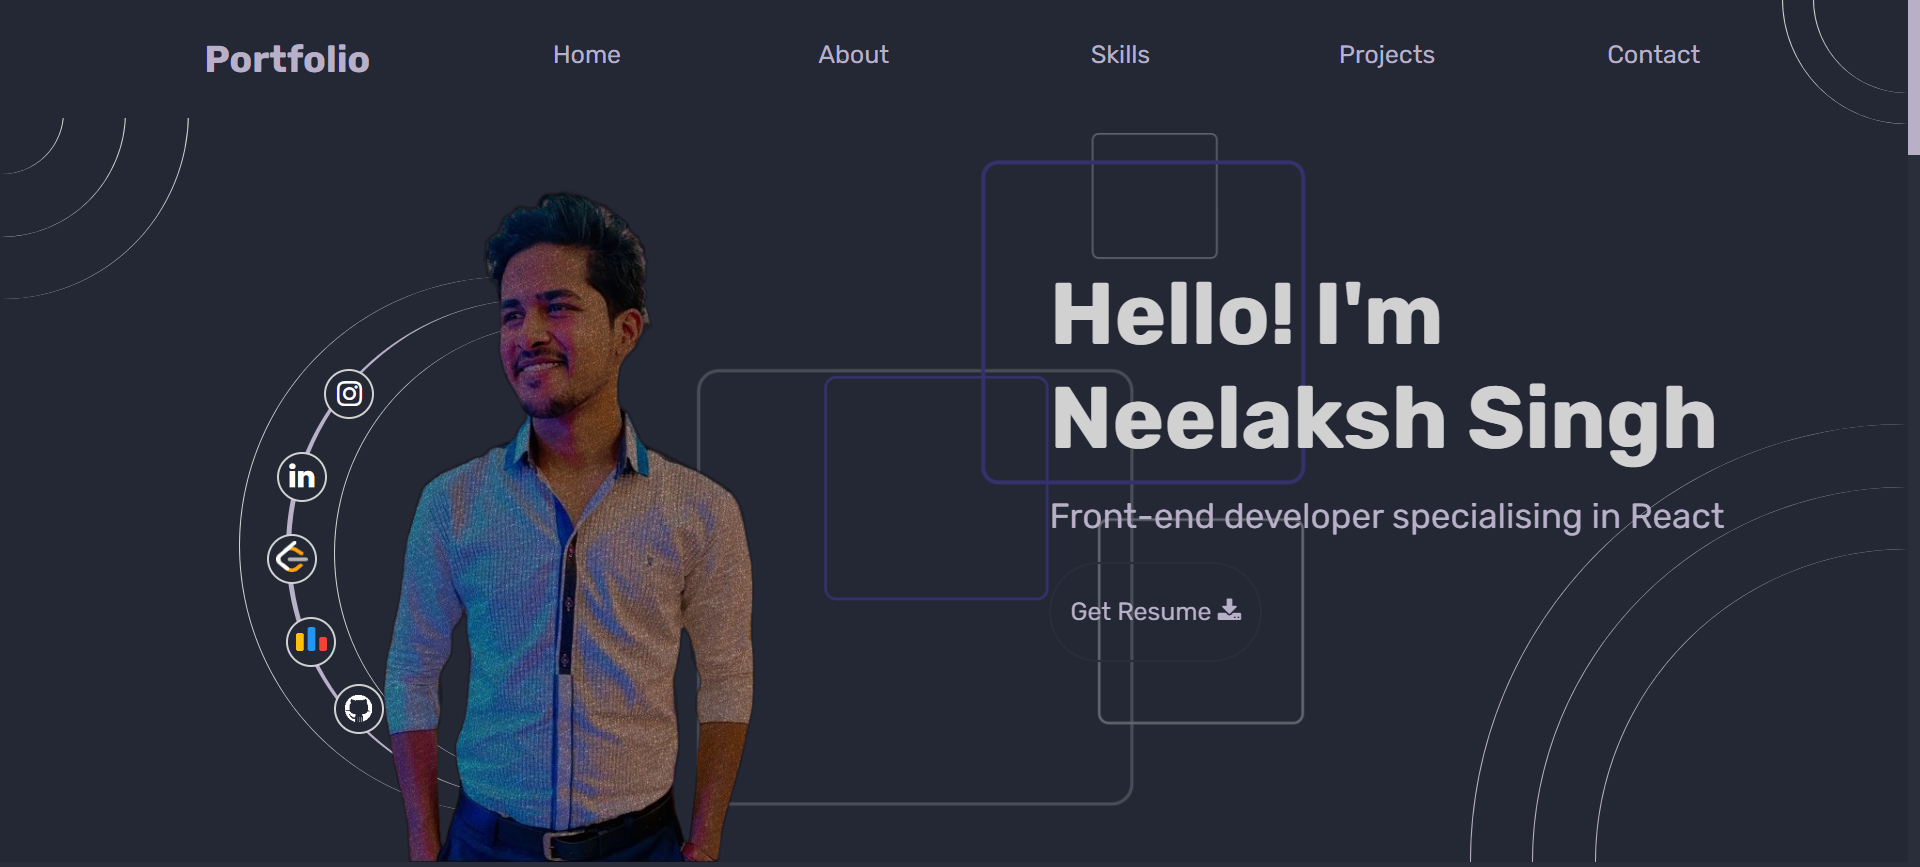 Portfolio
Home
About
Skills
Projects
Contact
Hello! I'm
Neelaksh Singh
Front-end developer specialising in React
in
Get Resume